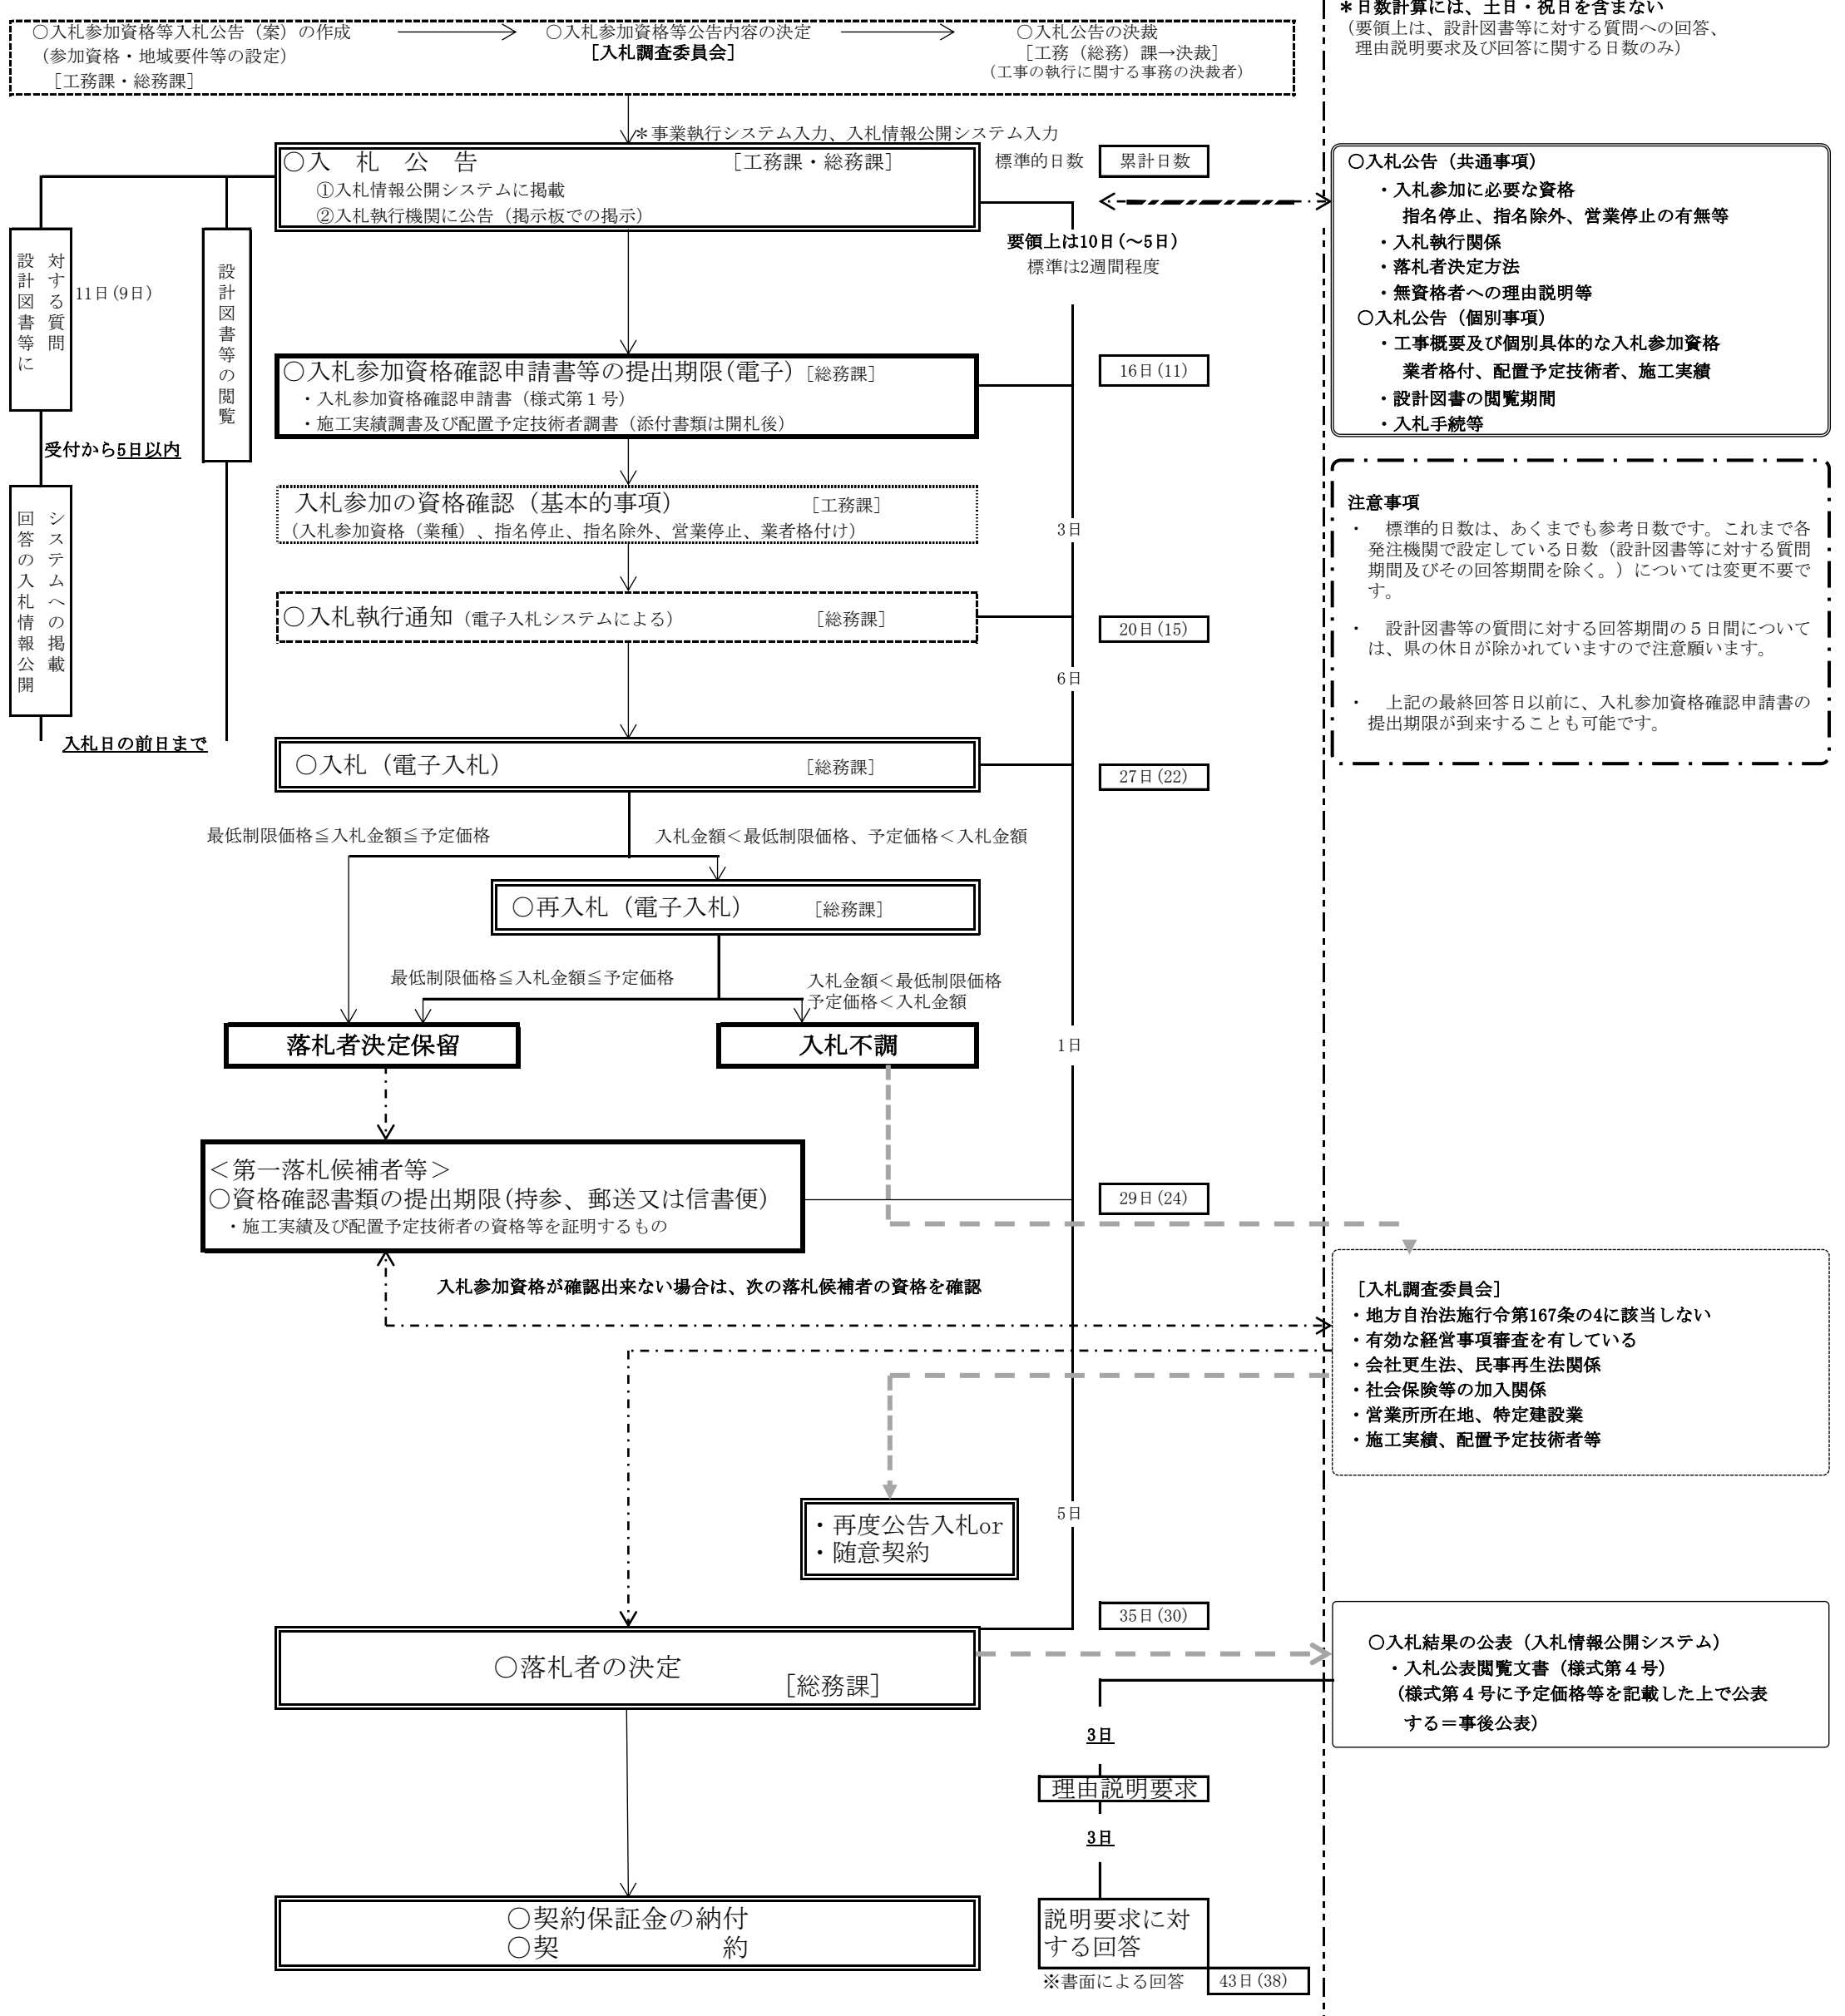 ＊日数計算には、土日・祝日を含まない
（要領上は、設計図書等に対する質問への回答、
理由説明要求及び回答に関する日数のみ）
○入札参加資格等入札公告（案）の作成
（参加資格・地域要件等の設定）
［工務課・総務課］
○入札参加資格等公告内容の決定
［入札調査委員会］
○入札公告の決裁
［工務（総務）課→決裁］
（工事の執行に関する事務の決裁者）
＊事業執行システム入力、入札情報公開システム入力
○入　札　公　告　［工務課・総務課］
①入札情報公開システムに掲載
②入札執行機関に公告（掲示板での掲示）
標準的日数
累計日数
要領上は10日(～5日)
標準は2週間程度
設計図書等に
対する質問
11日(9日)
設計図書等の閲覧
受付から5日以内
回答の入札情報公開
システムへの掲載
入札日の前日まで
○入札参加資格確認申請書等の提出期限(電子)［総務課］
・入札参加資格確認申請書（様式第１号）
・施工実績調書及び配置予定技術者調書（添付書類は開札後）
16日(11)
入札参加の資格確認（基本的事項）　［工務課］
（入札参加資格（業種）、指名停止、指名除外、営業停止、業者格付け）
3日
○入札執行通知（電子入札システムによる）　［総務課］
20日(15)
6日
○入札（電子入札）　［総務課］
27日(22)
最低制限価格≦入札金額≦予定価格
入札金額＜最低制限価格、予定価格＜入札金額
○再入札（電子入札）　［総務課］
最低制限価格≦入札金額≦予定価格
入札金額＜最低制限価格
予定価格＜入札金額
落札者決定保留
入札不調
1日
＜第一落札候補者等＞
○資格確認書類の提出期限(持参、郵送又は信書便)
・施工実績及び配置予定技術者の資格等を証明するもの
29日(24)
入札参加資格が確認出来ない場合は、次の落札候補者の資格を確認
・再度公告入札or
・随意契約
5日
35日(30)
○落札者の決定
［総務課］
3日
理由説明要求
3日
説明要求に対
する回答
※書面による回答
43日(38)
○契約保証金の納付
○契　　　　　　　約
○入札公告（共通事項）
・入札参加に必要な資格
指名停止、指名除外、営業停止の有無等
・入札執行関係
・落札者決定方法
・無資格者への理由説明等
○入札公告（個別事項）
・工事概要及び個別具体的な入札参加資格
業者格付、配置予定技術者、施工実績
・設計図書の閲覧期間
・入札手続等
注意事項
・　標準的日数は、あくまでも参考日数です。これまで各
発注機関で設定している日数（設計図書等に対する質問
期間及びその回答期間を除く。）については変更不要で
す。
・　設計図書等の質問に対する回答期間の５日間について
は、県の休日が除かれていますので注意願います。
・　上記の最終回答日以前に、入札参加資格確認申請書の
提出期限が到来することも可能です。
［入札調査委員会］
・地方自治法施行令第167条の4に該当しない
・有効な経営事項審査を有している
・会社更生法、民事再生法関係
・社会保険等の加入関係
・営業所所在地、特定建設業
・施工実績、配置予定技術者等
○入札結果の公表（入札情報公開システム）
・入札公表閲覧文書（様式第４号）
（様式第４号に予定価格等を記載した上で公表
する＝事後公表）